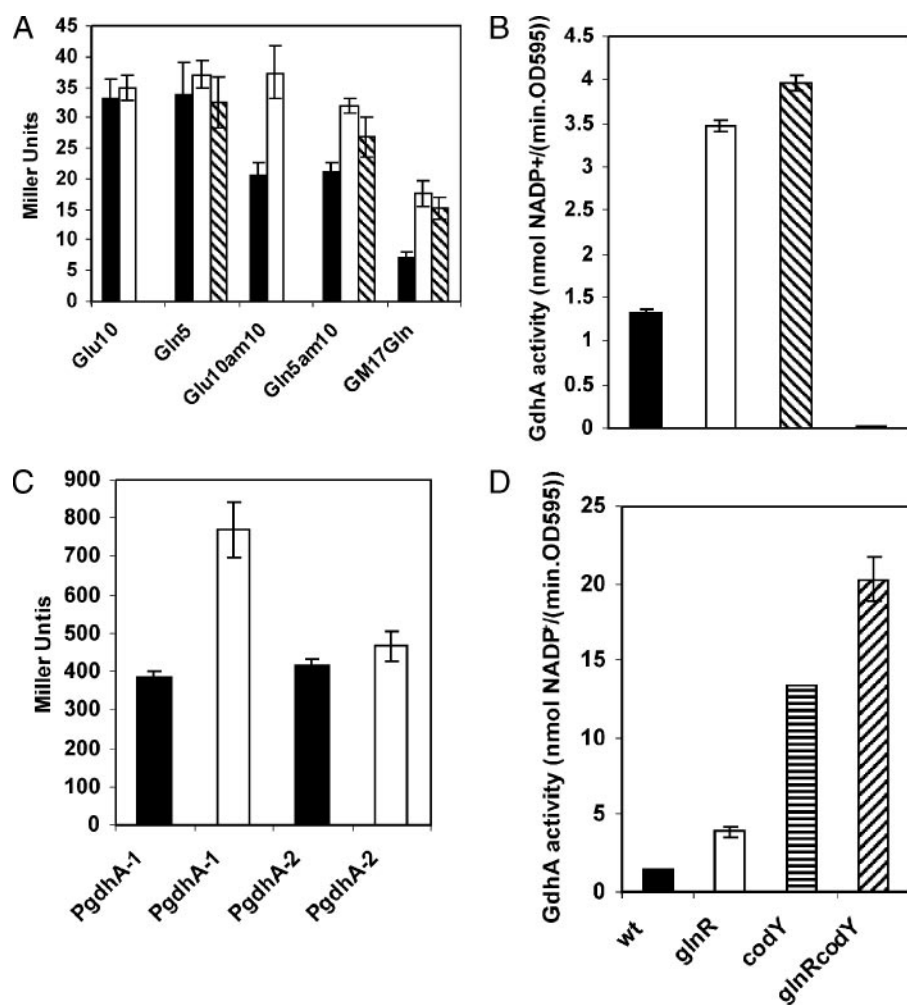 A
45
40
35
30
25
20
15
10
5
0
Miller Units
Glu10
Gln5
Glu10am10
Gln5am10
GM17Gln
B
4.5
4
3.5
3
2.5
2
1.5
1
0.5
0
GdhA activity (nmol NADP+/(min.OD595))
C
900
800
700
600
500
400
300
200
100
0
Miller Untis
PgdhA-1
PgdhA-1
PgdhA-2
PgdhA-2
D
25
20
15
10
5
0
GdhA activity (nmol NADP+/(min.OD595))
wt
glnR
codY
glnRcodY